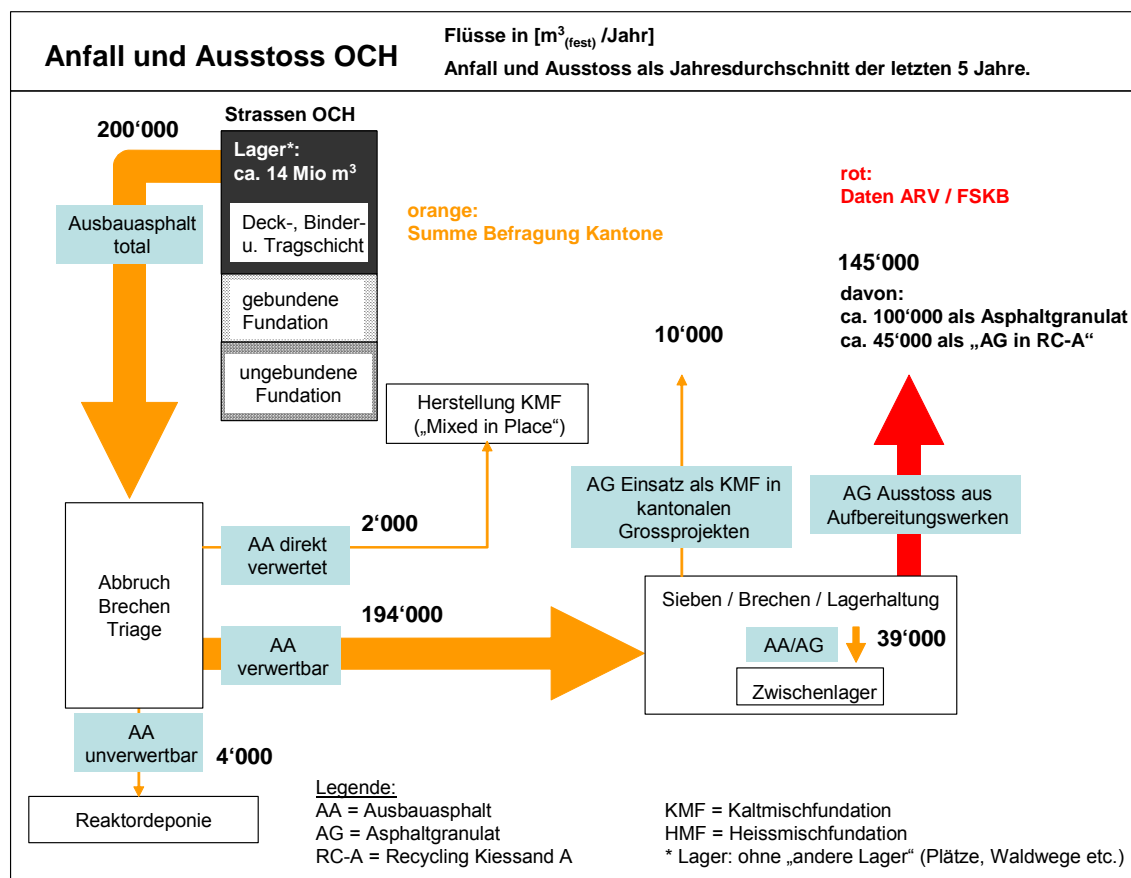 Anfall und Ausstoss OCH
Flüsse in [m³(fest) /Jahr]
Anfall und Ausstoss als Jahresdurchschnitt der letzten 5 Jahre.
Strassen OCH
200‘000
Lager*:
ca. 14 Mio m³
Deck-, Binder-
u. Tragschicht
gebundene
Fundation
ungebundene
Fundation
Ausbauasphalt
total
orange:
Summe Befragung Kantone
rot:
Daten ARV / FSKB
145‘000
davon:
ca. 100‘000 als Asphaltgranulat
ca. 45‘000 als „AG in RC-A“
10‘000
Herstellung KMF
(„Mixed in Place“)
AG Einsatz als KMF in
kantonalen
Grossprojekten
AG Ausstoss aus
Aufbereitungswerken
Abbruch
Brechen
Triage
2‘000
AA direkt
verwertet
194‘000
AA
verwertbar
Sieben / Brechen / Lagerhaltung
AA/AG
39‘000
Zwischenlager
AA
unverwertbar
4‘000
Reaktordeponie
Legende:
AA = Ausbauasphalt
AG = Asphaltgranulat
RC-A = Recycling Kiessand A
KMF = Kaltmischfundation
HMF = Heissmischfundation
* Lager: ohne „andere Lager“ (Plätze, Waldwege etc.)